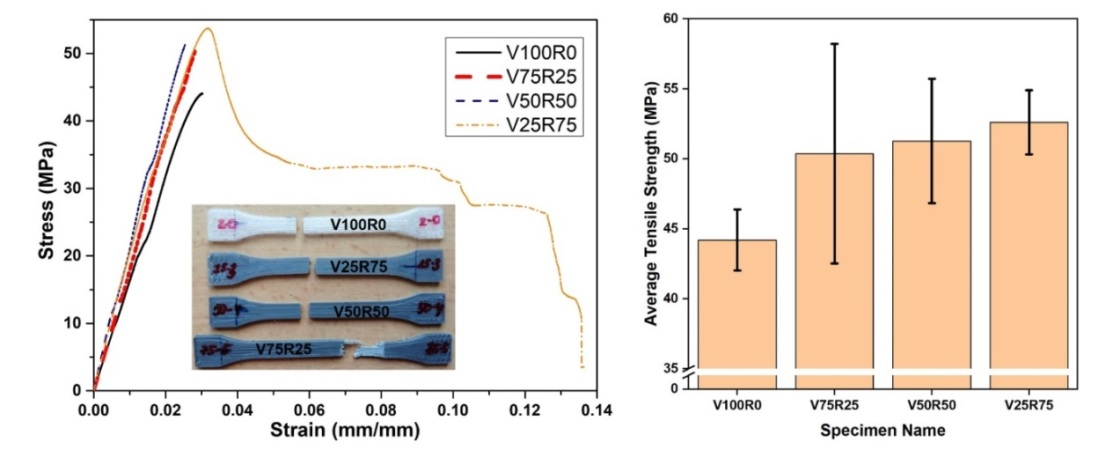 Stress (MPa)
50
40
30
20
10
0
V100R0
V75R25
V50R50
V25R75
V100R0
V25R75
V50R50
V75R25
0.00 0.02 0.04 0.06 0.08 0.10 0.12 0.14
Strain (mm/mm)
Average Tensile Strength (MPa)
60
55
50
45
40
35
0
V100R0 V75R25 V50R50 V25R75
Specimen Name